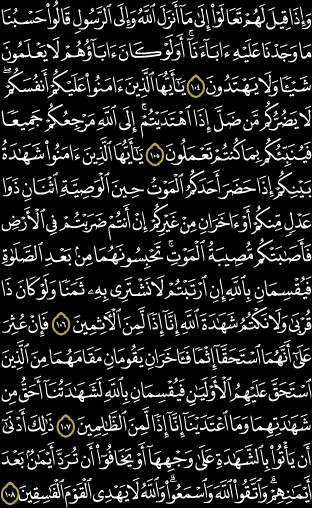 وَإِذَا قِيلَ لَهُمْ تَعَالَوْاْ إِلَىٰ مَآ أَنزَلَ ٱللَّهُ وَإِلَى ٱلرَّسُولِ قَالُواْ حَسْبُنَا
مَا وَجَدْنَا عَلَيْهِ ءَابَآءَنَآۚ أَوَلَوْ كَانَ ءَابَآؤُهُمْ لَا يَعْلَمُونَ
شَيْـًٔا وَلَا يَهْتَدُونَ ١٠٤ يَـٰٓأَيُّهَا ٱلَّذِينَ ءَامَنُواْ عَلَيْكُمْ أَنفُسَكُمْۖ
لَا يَضُرُّكُم مَّن ضَلَّ إِذَا ٱهْتَدَيْتُمْۚ إِلَى ٱللَّهِ مَرْجِعُكُمْ جَمِيعًا
فَيُنَبِّئُكُم بِمَا كُنتُمْ تَعْمَلُونَ ١٠٥ يَـٰٓأَيُّهَا ٱلَّذِينَ ءَامَنُواْ شَهَـٰدَةُ
بَيْنِكُمْ إِذَا حَضَرَ أَحَدَكُمُ ٱلْمَوْتُ حِينَ ٱلْوَصِيَّةِ ٱثْنَانِ ذَوَا
عَدْلٍ مِّنكُمْ أَوْ ءَاخَرَانِ مِنْ غَيْرِكُمْ إِنْ أَنتُمْ ضَرَبْتُمْ فِى ٱلْأَرْضِ
فَأَصَـٰبَتْكُم مُّصِيبَةُ ٱلْمَوْتِۚ تَحْبِسُونَهُمَا مِنۢ بَعْدِ ٱلصَّلَوٰةِ
فَيُقْسِمَانِ بِٱللَّهِ إِنِ ٱرْتَبْتُمْ لَا نَشْتَرِى بِهِۦ ثَمَنًا وَلَوْ كَانَ ذَا
قُرْبَىٰ وَلَا نَكْتُمُ شَهَـٰدَةَ ٱللَّهِ إِنَّآ إِذًا لَّمِنَ ٱلْـَٔاثِمِينَ ١٠٦ فَإِنْ عُثِرَ
عَلَىٰٓ أَنَّهُمَا ٱسْتَحَقَّآ إِثْمًا فَـَٔاخَرَانِ يَقُومَانِ مَقَامَهُمَا مِنَ ٱلَّذِينَ
ٱسْتَحَقَّ عَلَيْهِمُ ٱلْأَوْلَيَـٰنِ فَيُقْسِمَانِ بِٱللَّهِ لَشَهَـٰدَتُنَآ أَحَقُّ مِن
شَهَـٰدَتِهِمَا وَمَا ٱعْتَدَيْنَآ إِنَّآ إِذًا لَّمِنَ ٱلظَّـٰلِمِينَ ١٠٧ ذَٰلِكَ أَدْنَىٰٓ
أَن يَأْتُواْ بِٱلشَّهَـٰدَةِ عَلَىٰ وَجْهِهَآ أَوْ يَخَافُوٓاْ أَن تُرَدَّ أَيْمَـٰنٌۢ بَعْدَ
أَيْمَـٰنِهِمْۗ وَٱتَّقُواْ ٱللَّهَ وَٱسْمَعُواْۗ وَٱللَّهُ لَا يَهْدِى ٱلْقَوْمَ ٱلْفَـٰسِقِينَ ١٠٨